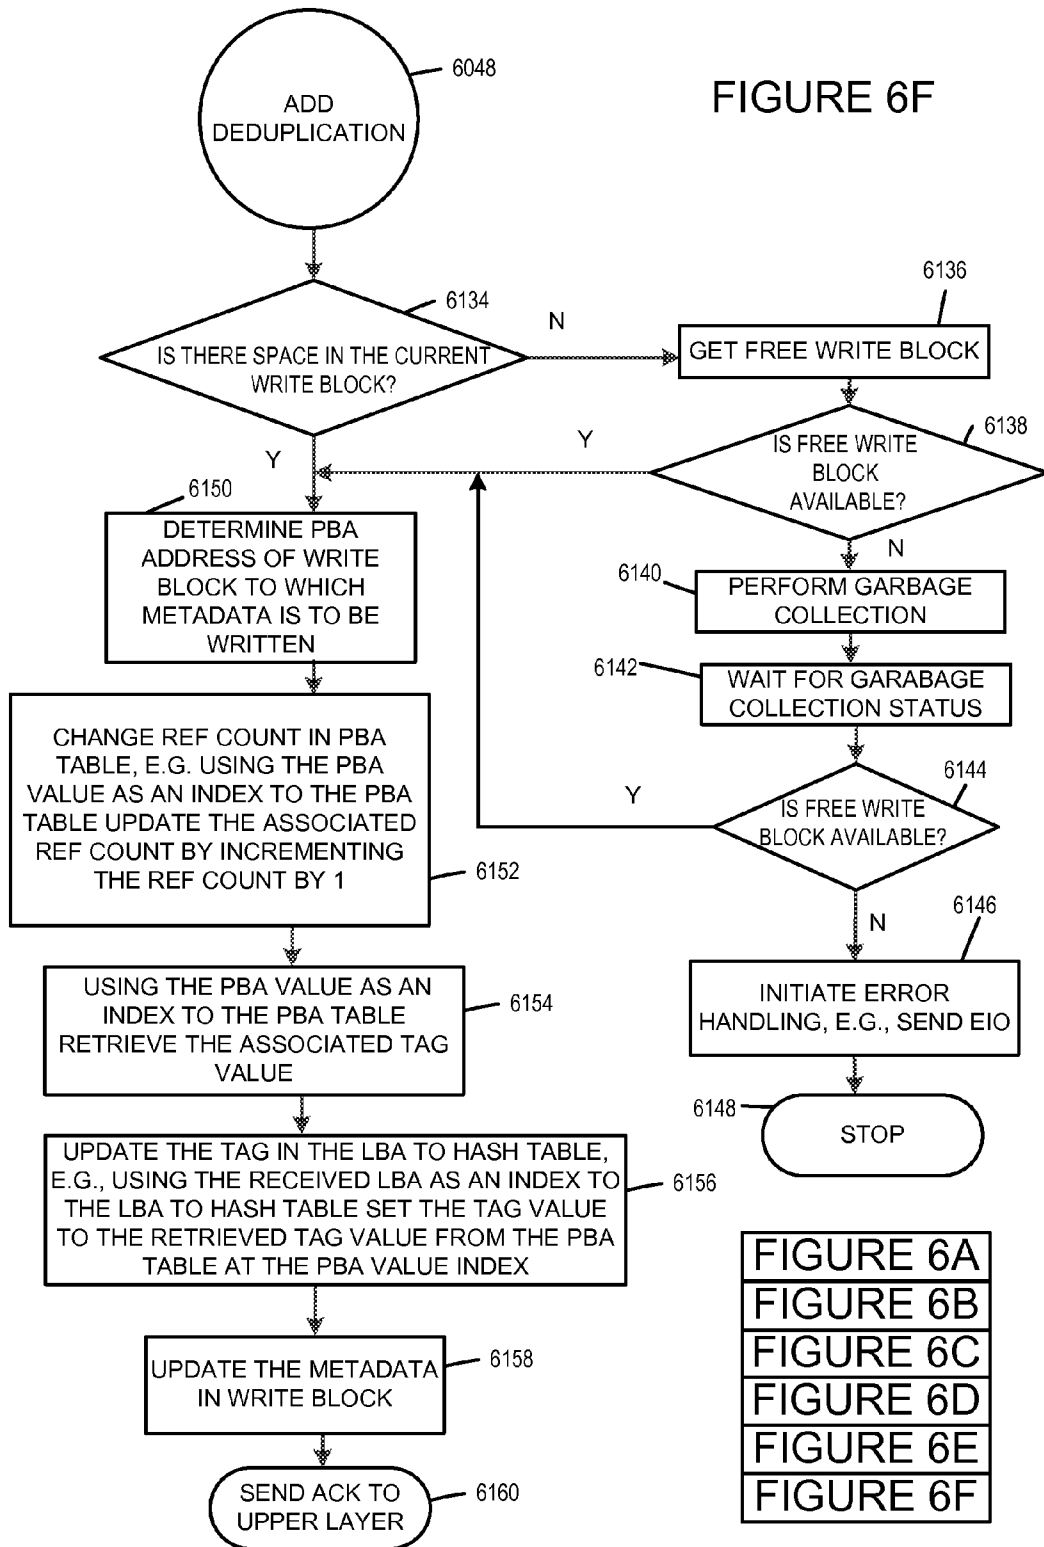 FIGURE 6F
6048
ADD
DEDUPLICATION
6134
IS THERE SPACE IN THE CURRENT
WRITE BLOCK?
N
Y
6136
GET FREE WRITE BLOCK
6138
IS FREE WRITE
BLOCK
AVAILABLE?
Y
N
6140
PERFORM GARBAGE
COLLECTION
6142
WAIT FOR GARABAGE
COLLECTION STATUS
6144
IS FREE WRITE
BLOCK AVAILABLE?
Y
N
6146
INITIATE ERROR
HANDLING, E.G., SEND EIO
6148
STOP
6150
DETERMINE PBA
ADDRESS OF WRITE
BLOCK TO WHICH
METADATA IS TO BE
WRITTEN
CHANGE REF COUNT IN PBA
TABLE, E.G. USING THE PBA
VALUE AS AN INDEX TO THE PBA
TABLE UPDATE THE ASSOCIATED
REF COUNT BY INCREMENTING
THE REF COUNT BY 1
6152
USING THE PBA VALUE AS AN
INDEX TO THE PBA TABLE
RETRIEVE THE ASSOCIATED TAG
VALUE
6154
UPDATE THE TAG IN THE LBA TO HASH TABLE,
E.G., USING THE RECEIVED LBA AS AN INDEX TO
THE LBA TO HASH TABLE SET THE TAG VALUE
TO THE RETRIEVED TAG VALUE FROM THE PBA
TABLE AT THE PBA VALUE INDEX
6156
UPDATE THE METADATA
IN WRITE BLOCK
6158
SEND ACK TO
UPPER LAYER
6160
FIGURE 6A
FIGURE 6B
FIGURE 6C
FIGURE 6D
FIGURE 6E
FIGURE 6F